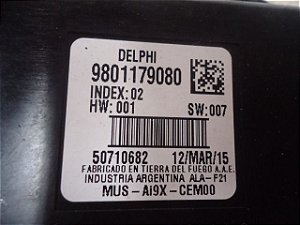 DELPHI
9801179080
INDEX: 02
HW: 001 SW: 007
50710682 12/MAR/15
FABRICADO EN TIERRA DEL FUEGO A.A.E.
INDUSTRIA ARGENTINA ALA-F21
MUS-AI9X-CEM00